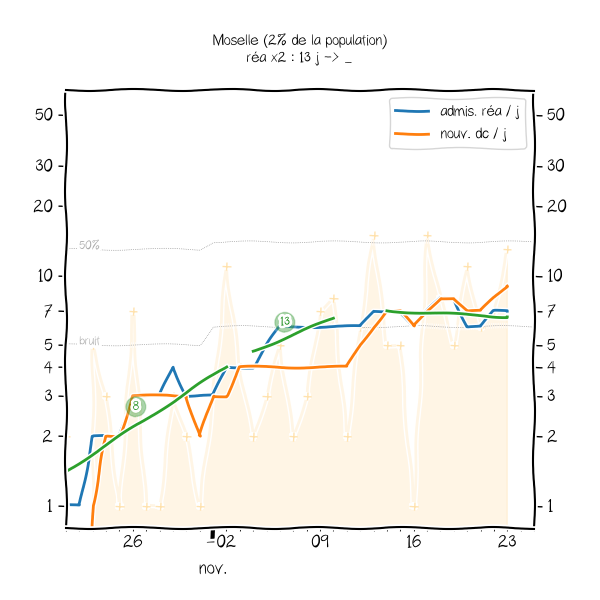 Moselle (2% de la population)
réa x2 : 13 j -> _
50 50
admis. réa / j
nouv. dc / j
30 30
20 20
50%
10 10
7 7
13
bruit
5 5
4 4
3 3
8
2 2
1 1
26 02 09 16 23
nov.